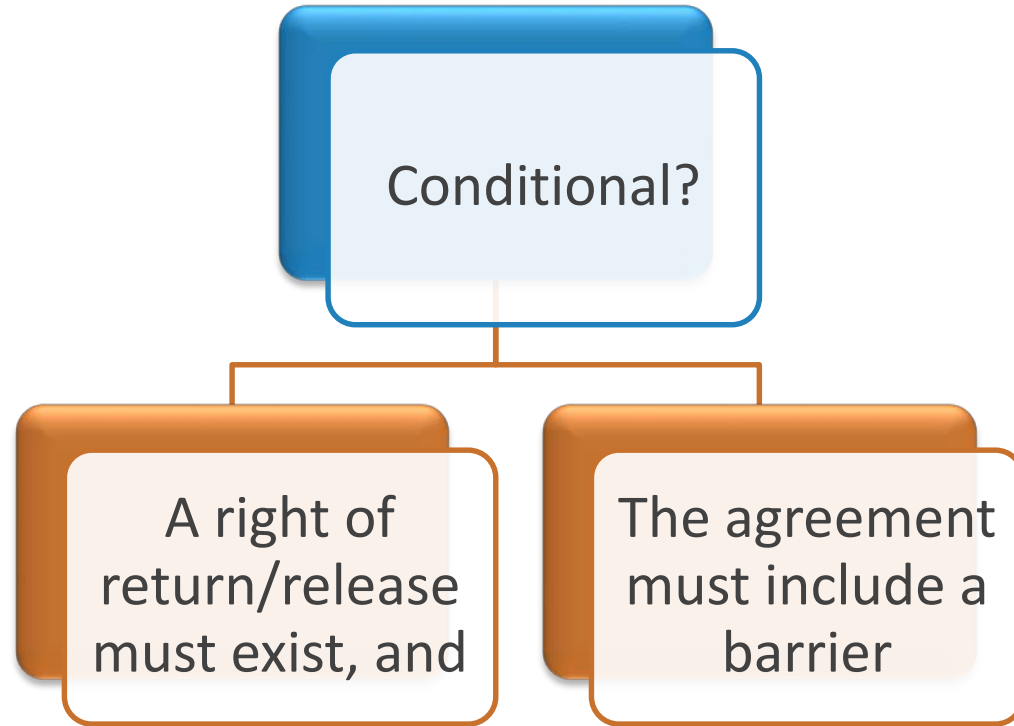 Conditional?
A right of
return/release
must exist, and
The agreement
must include a
barrier